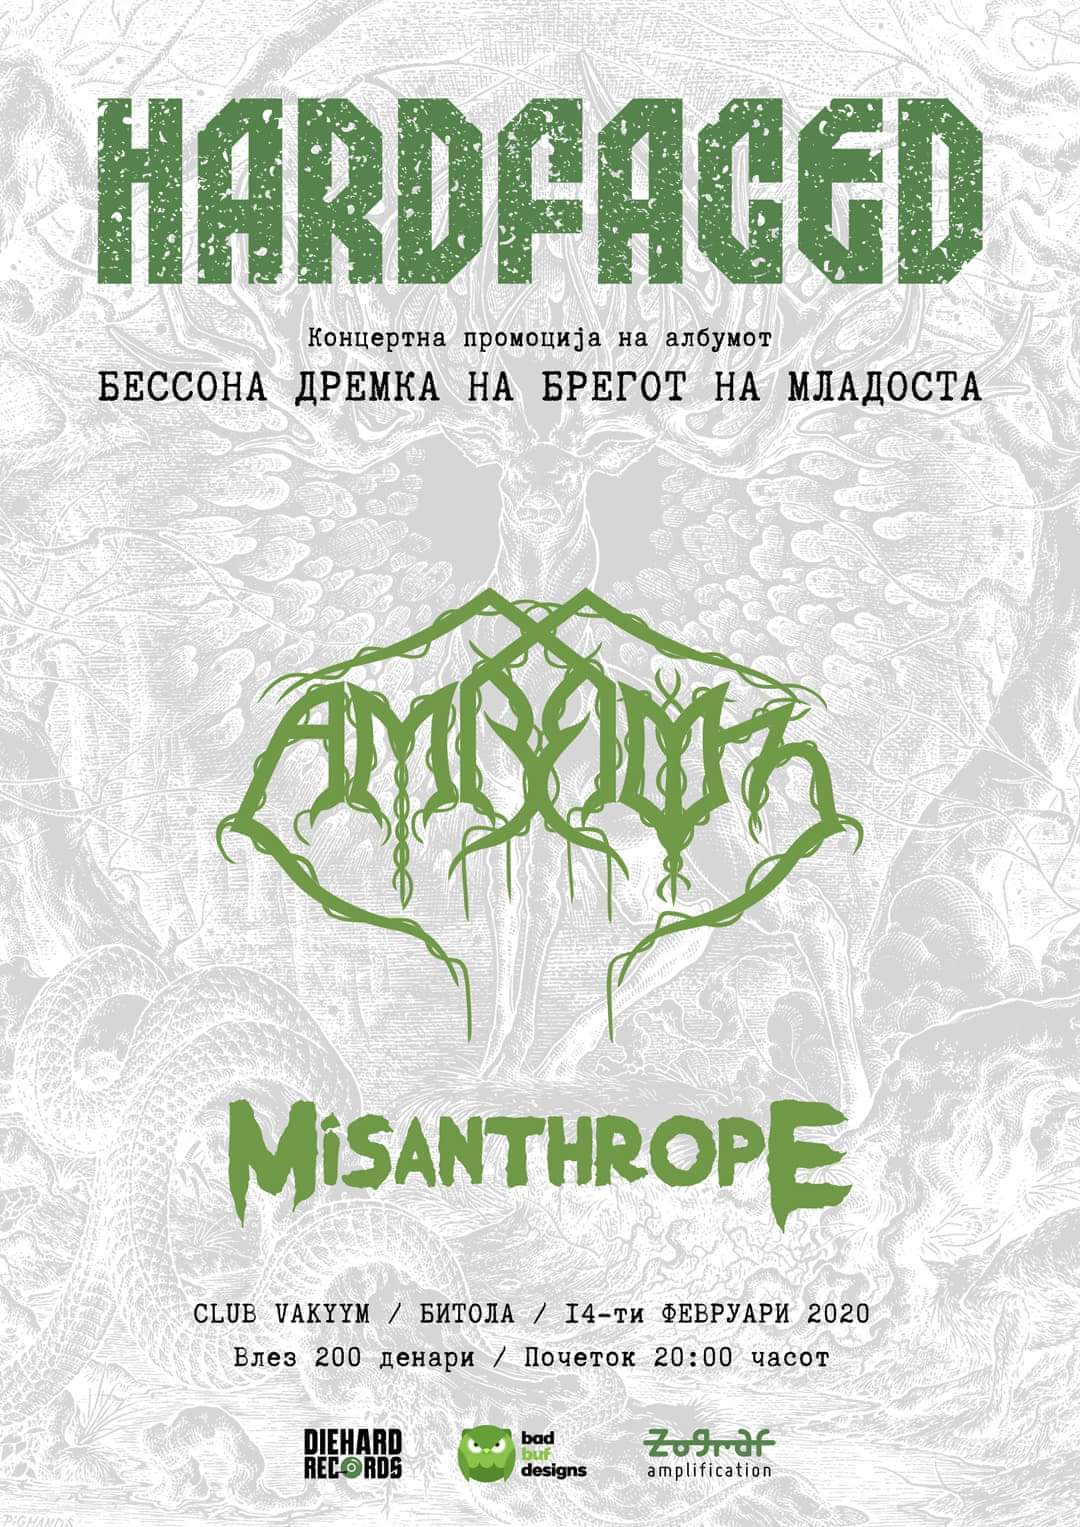 HARDFACED
Концертна промоција на албумот
БЕССОНА ДРЕМКА НА БРЕГОТ НА МЛАДОСТА
MiSANTHROPE
CLUB VAKYYM / БИТОЛА / 14-ти ФЕВРУАРИ 2020
Влез 200 денари / Почеток 20:00 часот
DIEHARD
RECORDS
bad
buf
designs
Zograf
amplification
PIGHANDS